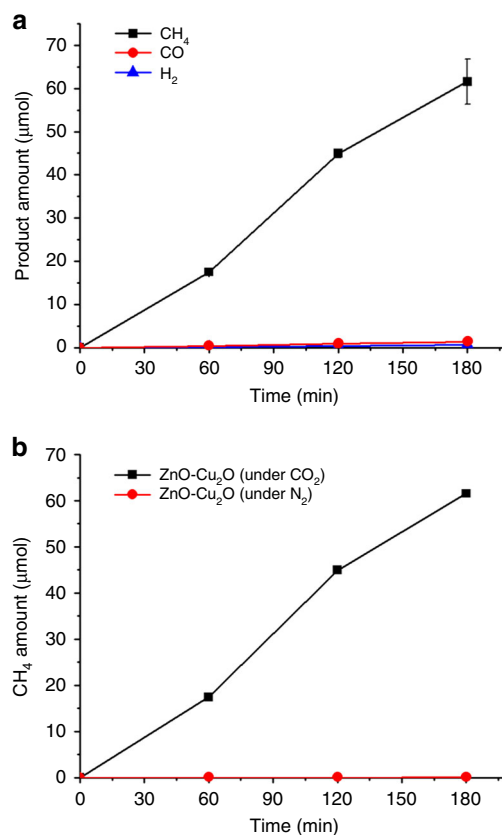 a
CH₄
CO
H₂
70
60
50
40
30
20
10
0
Product amount (μmol)
0 30 60 90 120 150 180
Time (min)
b
ZnO-Cu₂O (under CO₂)
ZnO-Cu₂O (under N₂)
70
60
50
40
30
20
10
0
CH₄ amount (μmol)
0 30 60 90 120 150 180
Time (min)